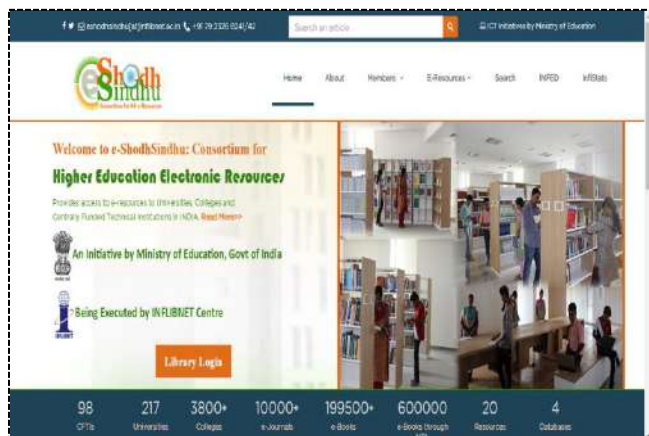 eshodhsindhu[at]inflibnet.ac.in +91 79 2326 8241/42
Search an article
ICT Initiatives by Ministry of Education
e-Shodh
Sindhu
Home About Members E-Resources Search INFED InfiStats
Welcome to e-ShodhSindhu: Consortium for
Higher Education Electronic Resources
Provides access to e-resources to Universities, Colleges and
Centrally Funded Technical Institutions in INDIA. Read More>>
An Initiative by Ministry of Education, Govt of India
Being Executed by INFLIBNET Centre
INFLIBNET
Library Login
98 217 3800+ 10000+ 199500+ 600000 20 4
CFTIs Universities Colleges e-Journals e-Books e-Books through Resources Databases